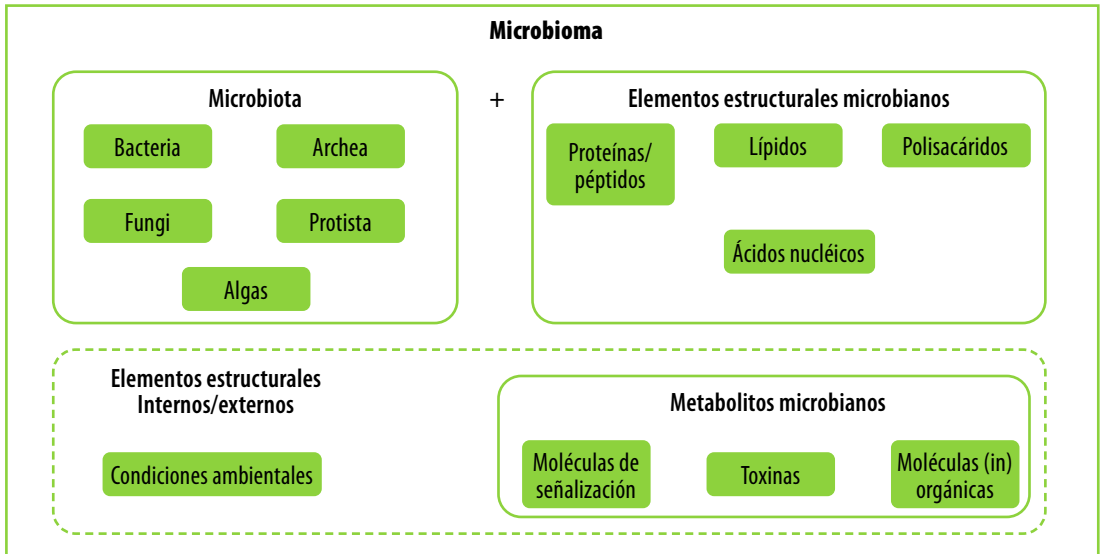 Microbioma
Microbiota
Bacteria
Archea
Fungi
Protista
Algas
+
Elementos estructurales microbianos
Proteínas/
péptidos
Lípidos
Polisacáridos
Ácidos nucléicos
Elementos estructurales
Internos/externos
Condiciones ambientales
Metabolitos microbianos
Moléculas de
señalización
Toxinas
Moléculas (in)
orgánicas